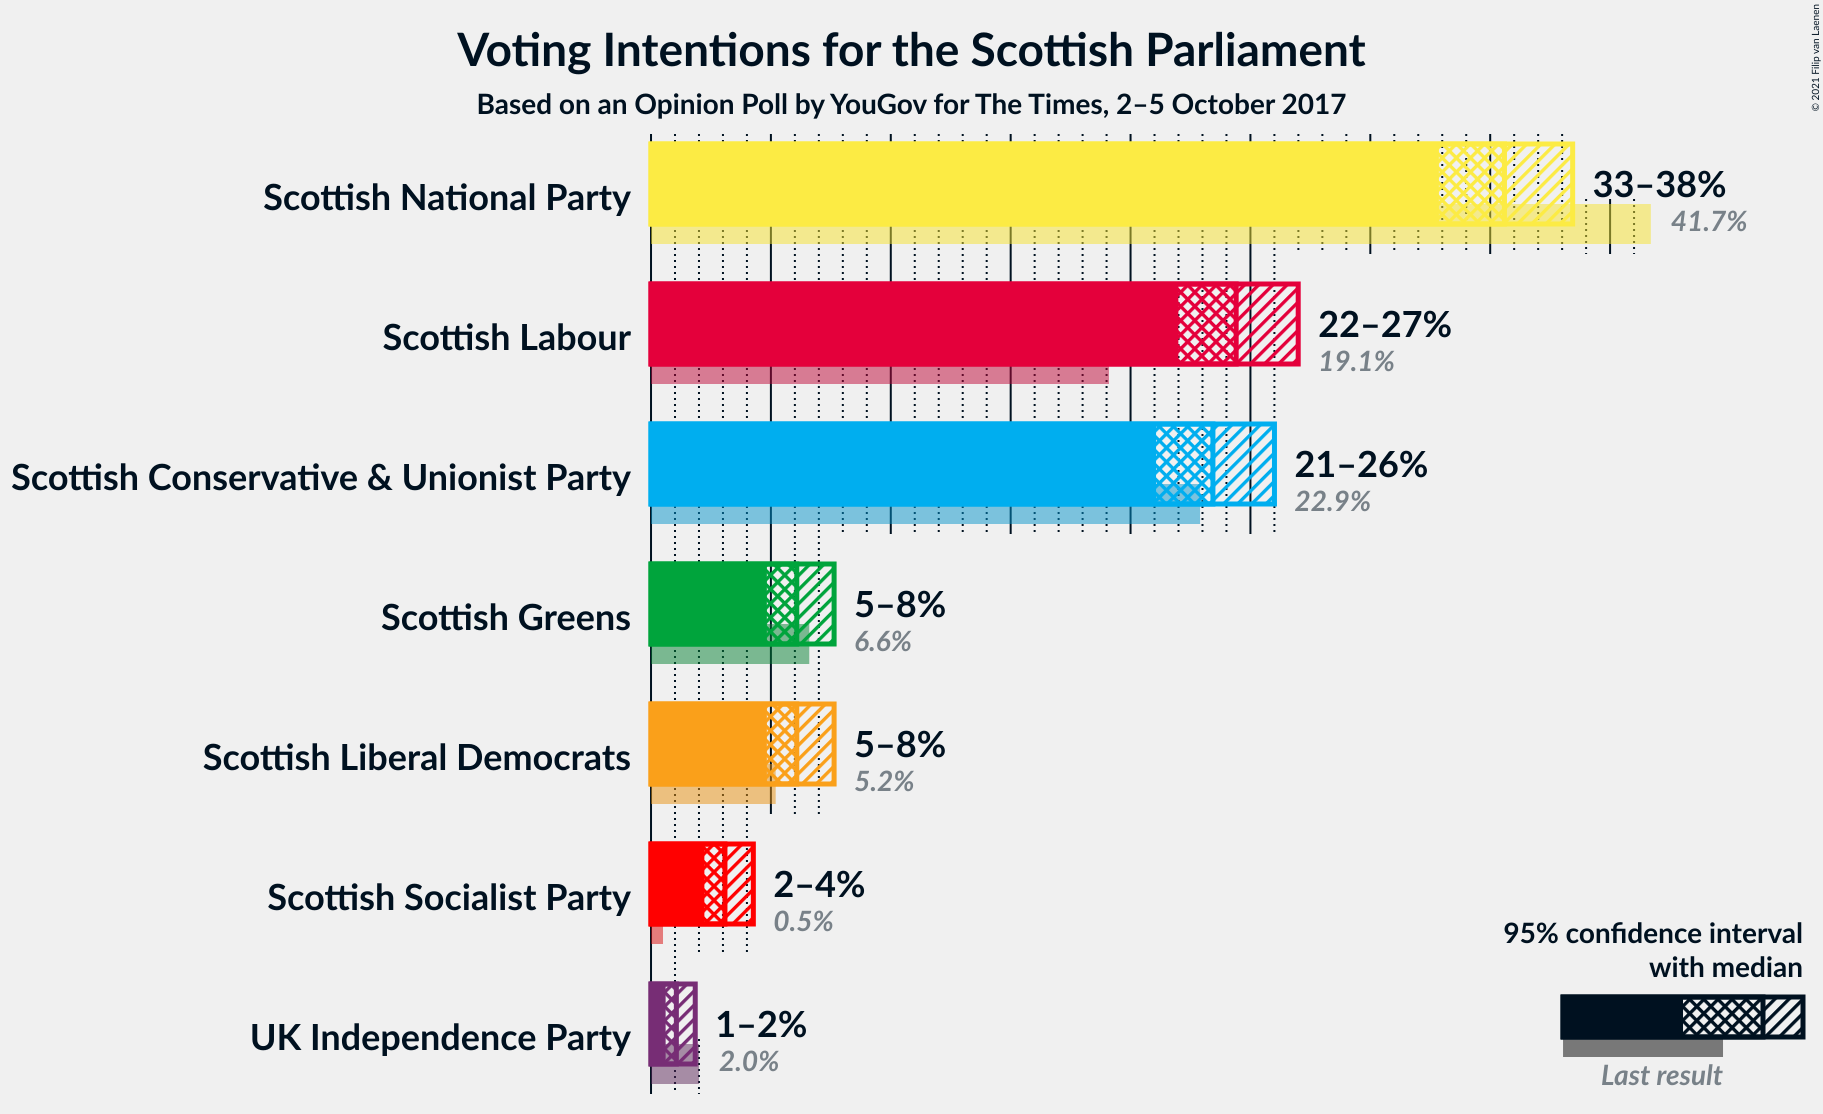 Voting Intentions for the Scottish Parliament
Based on an Opinion Poll by YouGov for The Times, 2–5 October 2017
© 2021 Filip van Laenen
Scottish National Party
33–38%
41.7%
Scottish Labour
22–27%
19.1%
Scottish Conservative & Unionist Party
21–26%
22.9%
Scottish Greens
5–8%
6.6%
Scottish Liberal Democrats
5–8%
5.2%
Scottish Socialist Party
2–4%
0.5%
UK Independence Party
1–2%
2.0%
95% confidence interval
with median
Last result